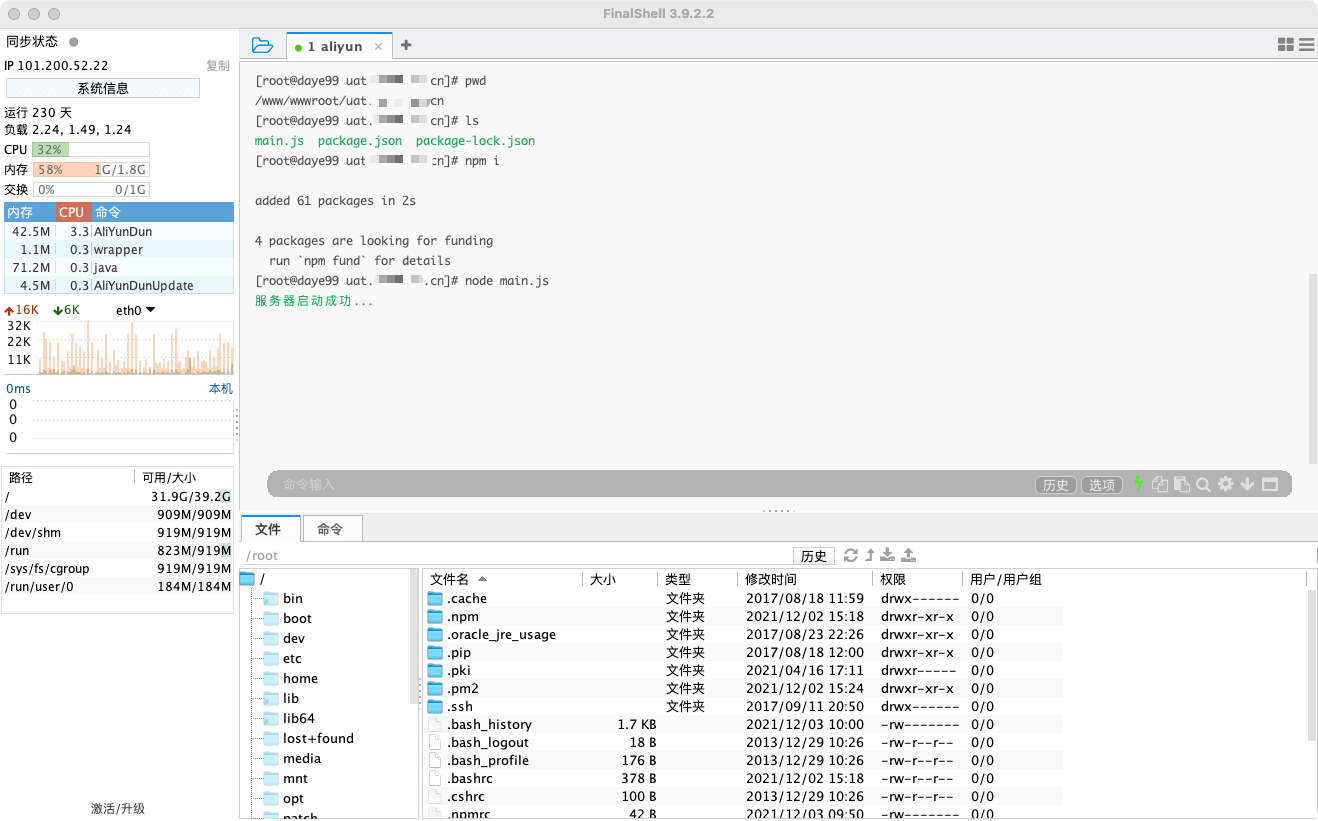 FinalShell 3.9.2.2
同步状态
IP 101.200.52.22
复制
系统信息
运行 230 天
负载 2.24, 1.49, 1.24
CPU 32%
内存 58% 1G/1.8G
交换 0% 0/1G
内存 CPU 命令
42.5M 3.3 AliYunDun
1.1M 0.3 wrapper
71.2M 0.3 java
4.5M 0.3 AliYunDunUpdate
16K 6K eth0
32K
22K
11K
0ms 本机
0
0
0
路径 可用/大小
/ 31.9G/39.2G
/dev 909M/909M
/dev/shm 919M/919M
/run 823M/919M
/sys/fs/cgroup 919M/919M
/run/user/0 184M/184M
激活/升级
1 aliyun
[root@daye99 uat cn]# pwd
/www/wwwroot/uat. cn
[root@daye99 uat. cn]# ls
main.js package.json package-lock.json
[root@daye99 uat cn]# npm i
added 61 packages in 2s
4 packages are looking for funding
run `npm fund` for details
[root@daye99 uat. .cn]# node main.js
服务器启动成功...
命令输入
历史 选项
文件 命令
/root
历史
/
bin
boot
dev
etc
home
lib
lib64
lost+found
media
mnt
opt
patch
文件名 大小 类型 修改时间 权限 用户/用户组
.cache 文件夹 2017/08/18 11:59 drwx------ 0/0
.npm 文件夹 2021/12/02 15:18 drwxr-xr-x 0/0
.oracle_jre_usage 文件夹 2017/08/23 22:26 drwxr-xr-x 0/0
.pip 文件夹 2017/08/18 12:00 drwxr-xr-x 0/0
.pki 文件夹 2021/04/16 17:11 drwxr----- 0/0
.pm2 文件夹 2021/12/02 15:24 drwxr-xr-x 0/0
.ssh 文件夹 2017/09/11 20:50 drwx------ 0/0
.bash_history 1.7 KB 2021/12/03 10:00 -rw------- 0/0
.bash_logout 18 B 2013/12/29 10:26 -rw-r--r-- 0/0
.bash_profile 176 B 2013/12/29 10:26 -rw-r--r-- 0/0
.bashrc 378 B 2021/12/02 15:18 -rw-r--r-- 0/0
.cshrc 100 B 2013/12/29 10:26 -rw-r--r-- 0/0
.npmrc 42 B 2021/12/03 09:50 -rw------- 0/0